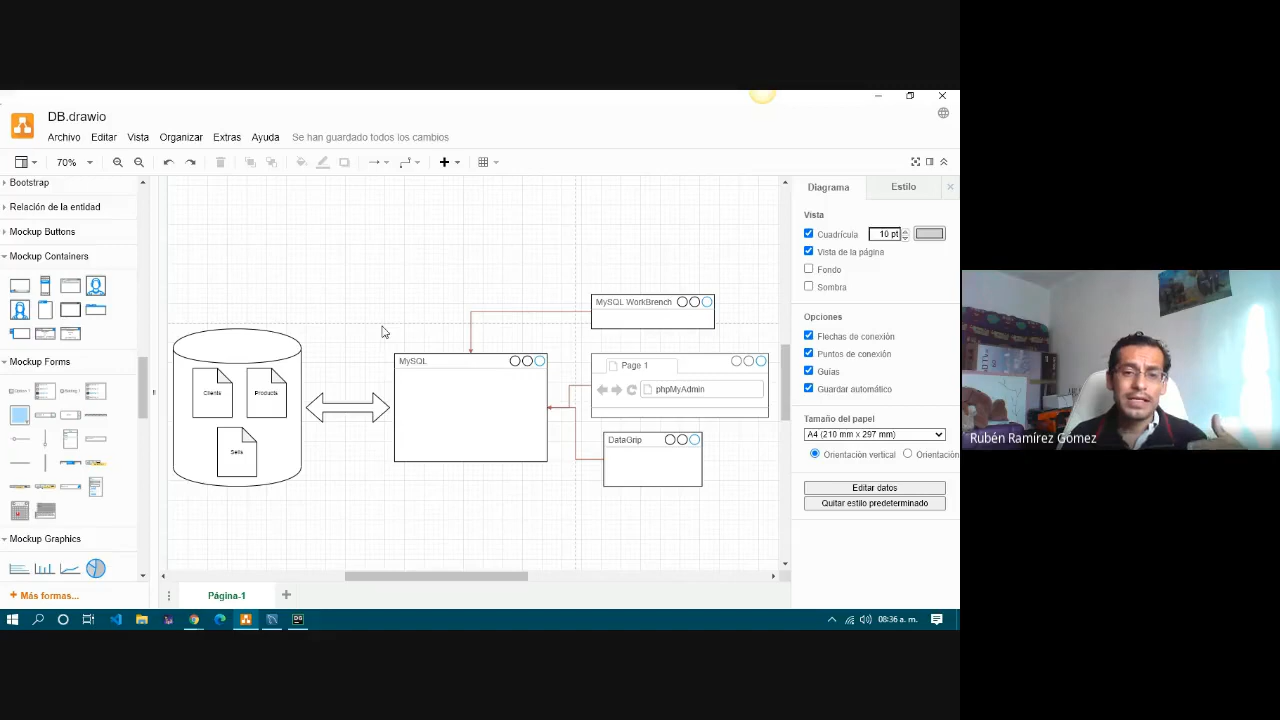 DB.drawio
Archivo Editar Vista Organizar Extras Ayuda Se han guardado todos los cambios
70%
Bootstrap
Relación de la entidad
Mockup Buttons
Mockup Containers
Mockup Forms
Mockup Graphics
+ Más formas...
Clients
Products
Sells
MySQL
MySQL WorkBrench
Page 1
phpMyAdmin
DataGrip
Página-1
Diagrama Estilo
Vista
Cuadrícula 10 pt
Vista de la página
Fondo
Sombra
Opciones
Flechas de conexión
Puntos de conexión
Guías
Guardar automático
Tamaño del papel
A4 (210 mm x 297 mm)
Orientación vertical Orientación
Editar datos
Quitar estilo predeterminado
08:36 a. m.
Rubén Ramírez Gómez